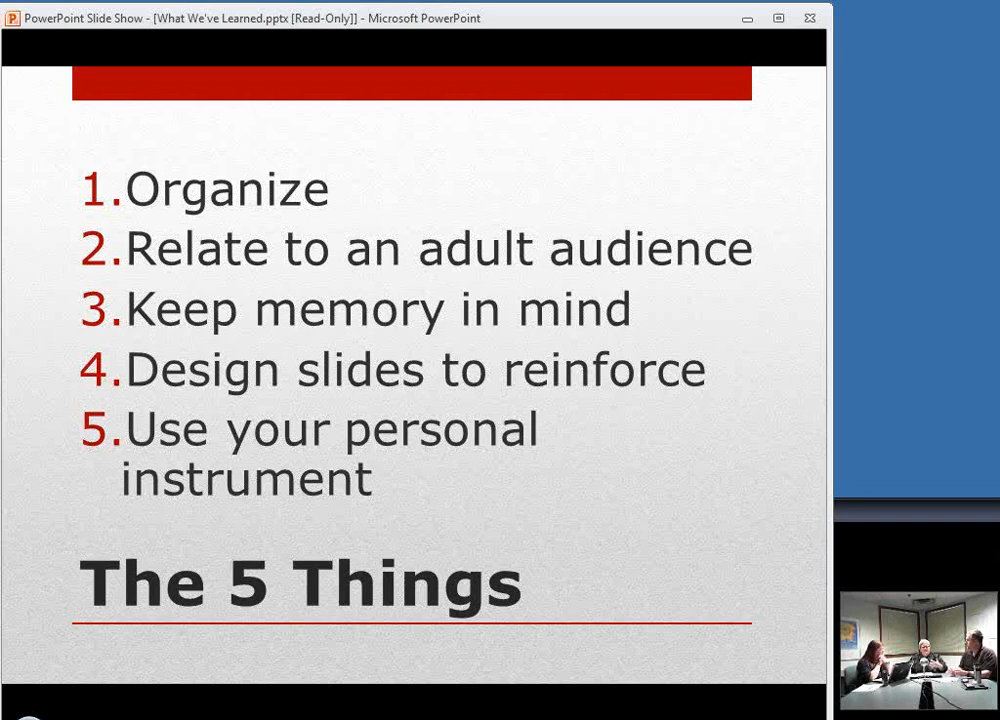 PowerPoint Slide Show - [What We've Learned.pptx [Read-Only]] - Microsoft PowerPoint
1.Organize
2.Relate to an adult audience
3.Keep memory in mind
4.Design slides to reinforce
5.Use your personal
instrument
The 5 Things